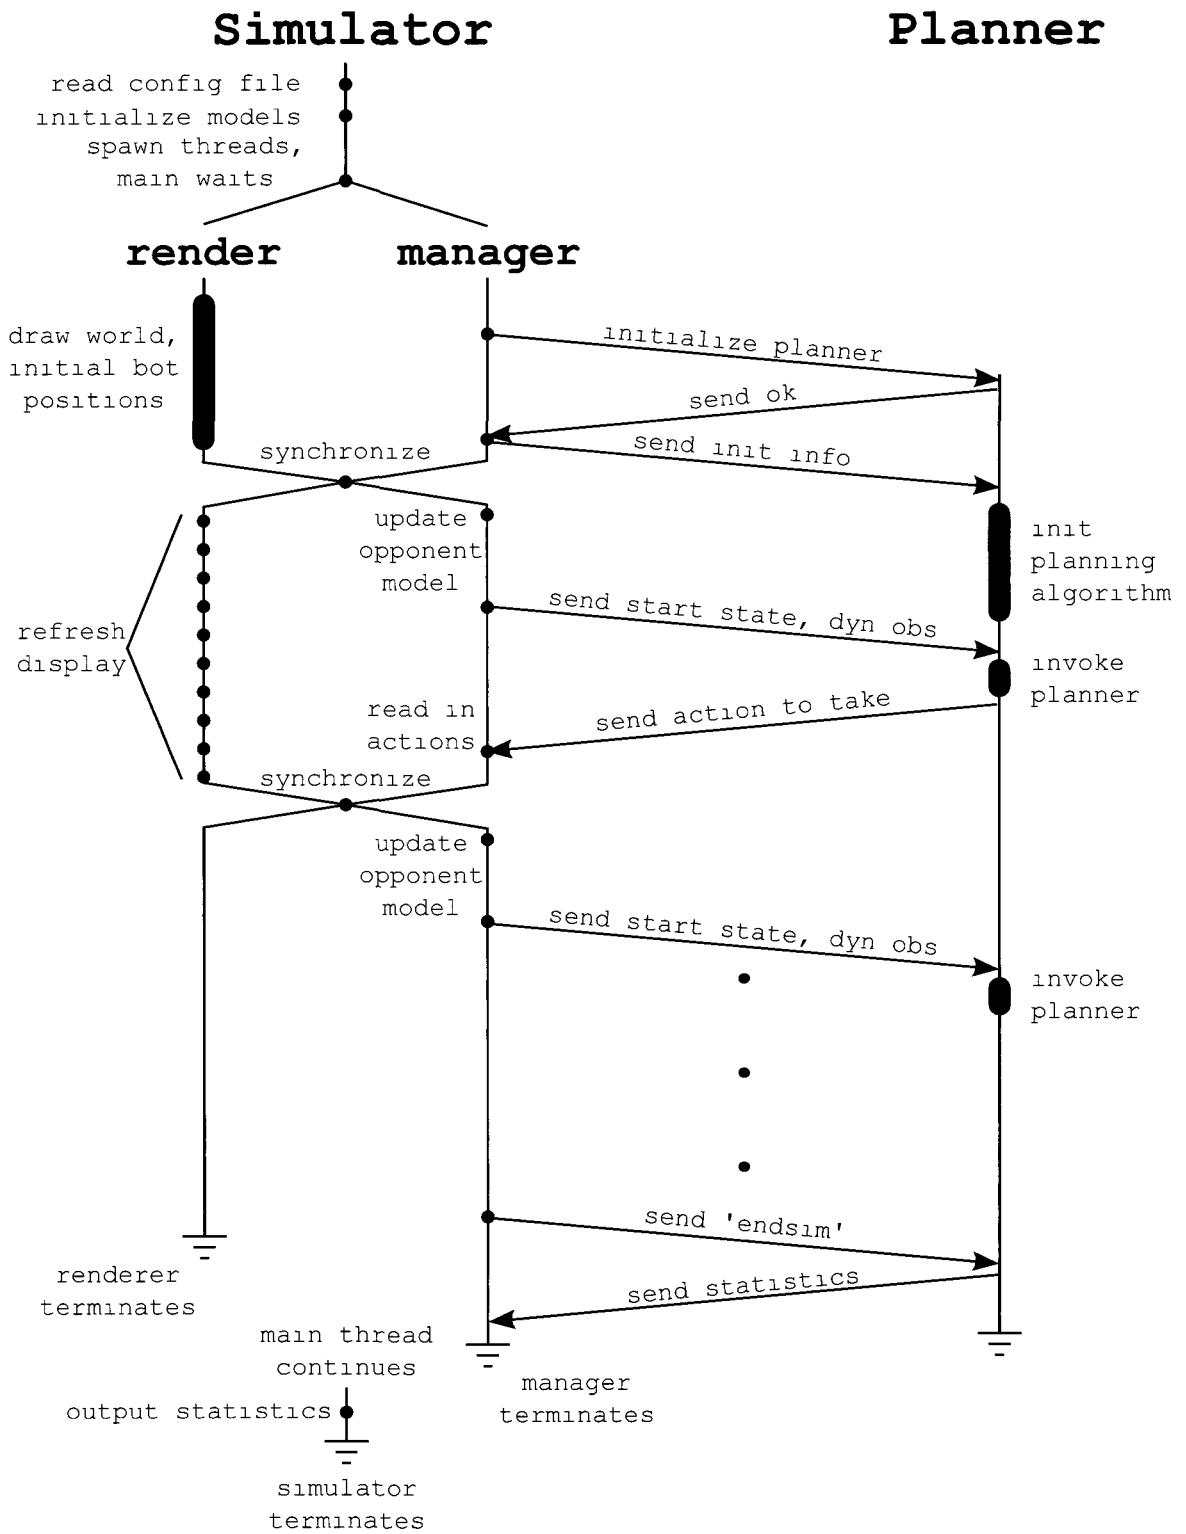 Simulator
Planner
read config file
initialize models
spawn threads,
main waits
render
manager
draw world,
initial bot
positions
initialize planner
send ok
send init info
synchronize
update
opponent
model
init
planning
algorithm
send start state, dyn obs
refresh
display
invoke
planner
read in
actions
send action to take
synchronize
update
opponent
model
send start state, dyn obs
invoke
planner
send 'endsim'
send statistics
renderer
terminates
main thread
continues
manager
terminates
output statistics
simulator
terminates